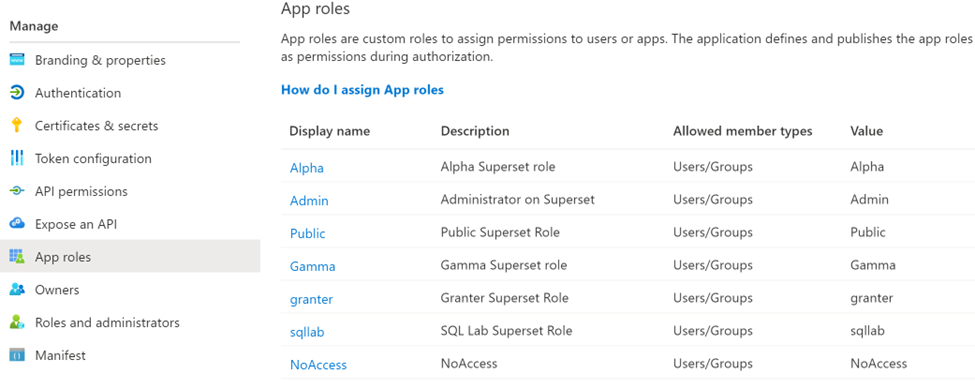 Manage
Branding & properties
Authentication
Certificates & secrets
Token configuration
API permissions
Expose an API
App roles
Owners
Roles and administrators
Manifest
App roles
App roles are custom roles to assign permissions to users or apps. The application defines and publishes the app roles
as permissions during authorization.
How do I assign App roles
Display name Description Allowed member types Value
Alpha Alpha Superset role Users/Groups Alpha
Admin Administrator on Superset Users/Groups Admin
Public Public Superset Role Users/Groups Public
Gamma Gamma Superset role Users/Groups Gamma
granter Granter Superset Role Users/Groups granter
sqllab SQL Lab Superset Role Users/Groups sqllab
NoAccess NoAccess Users/Groups NoAccess